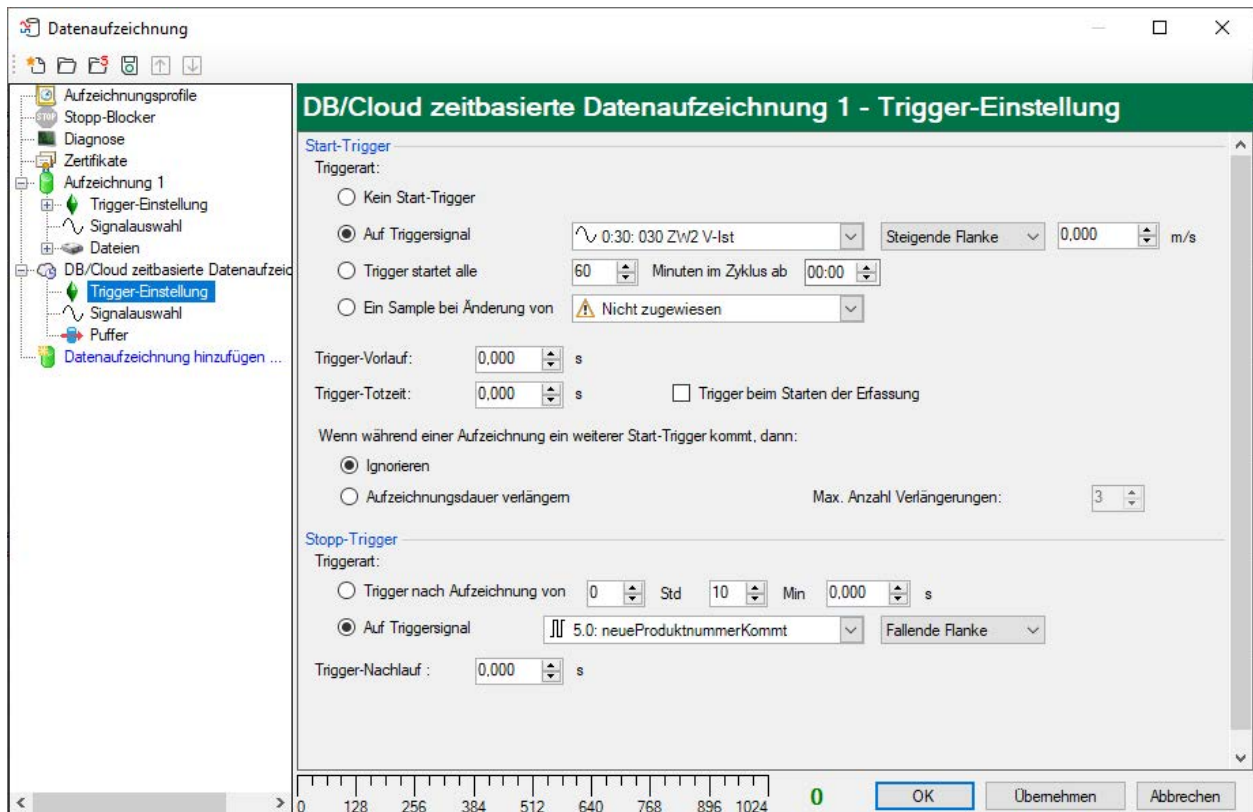 Datenaufzeichnung
Aufzeichnungsprofile
STOP Stopp-Blocker
Diagnose
Zertifikate
Aufzeichnung 1
Trigger-Einstellung
Signalauswahl
Dateien
DB/Cloud zeitbasierte Datenaufzeic
Trigger-Einstellung
Signalauswahl
Puffer
Datenaufzeichnung hinzufügen ...
DB/Cloud zeitbasierte Datenaufzeichnung 1 - Trigger-Einstellung
Start-Trigger
Triggerart:
Kein Start-Trigger
Auf Triggersignal 0:30: 030 ZW2 V-Ist Steigende Flanke 0,000 m/s
Trigger startet alle 60 Minuten im Zyklus ab 00:00
Ein Sample bei Änderung von Nicht zugewiesen
Trigger-Vorlauf: 0,000 s
Trigger-Totzeit: 0,000 s Trigger beim Starten der Erfassung
Wenn während einer Aufzeichnung ein weiterer Start-Trigger kommt, dann:
Ignorieren
Aufzeichnungsdauer verlängern Max. Anzahl Verlängerungen: 3
Stopp-Trigger
Triggerart:
Trigger nach Aufzeichnung von 0 Std 10 Min 0,000 s
Auf Triggersignal 5.0: neueProduktnummerKommt Fallende Flanke
Trigger-Nachlauf : 0,000 s
0 128 256 384 512 640 768 896 1024
0
OK Übernehmen Abbrechen